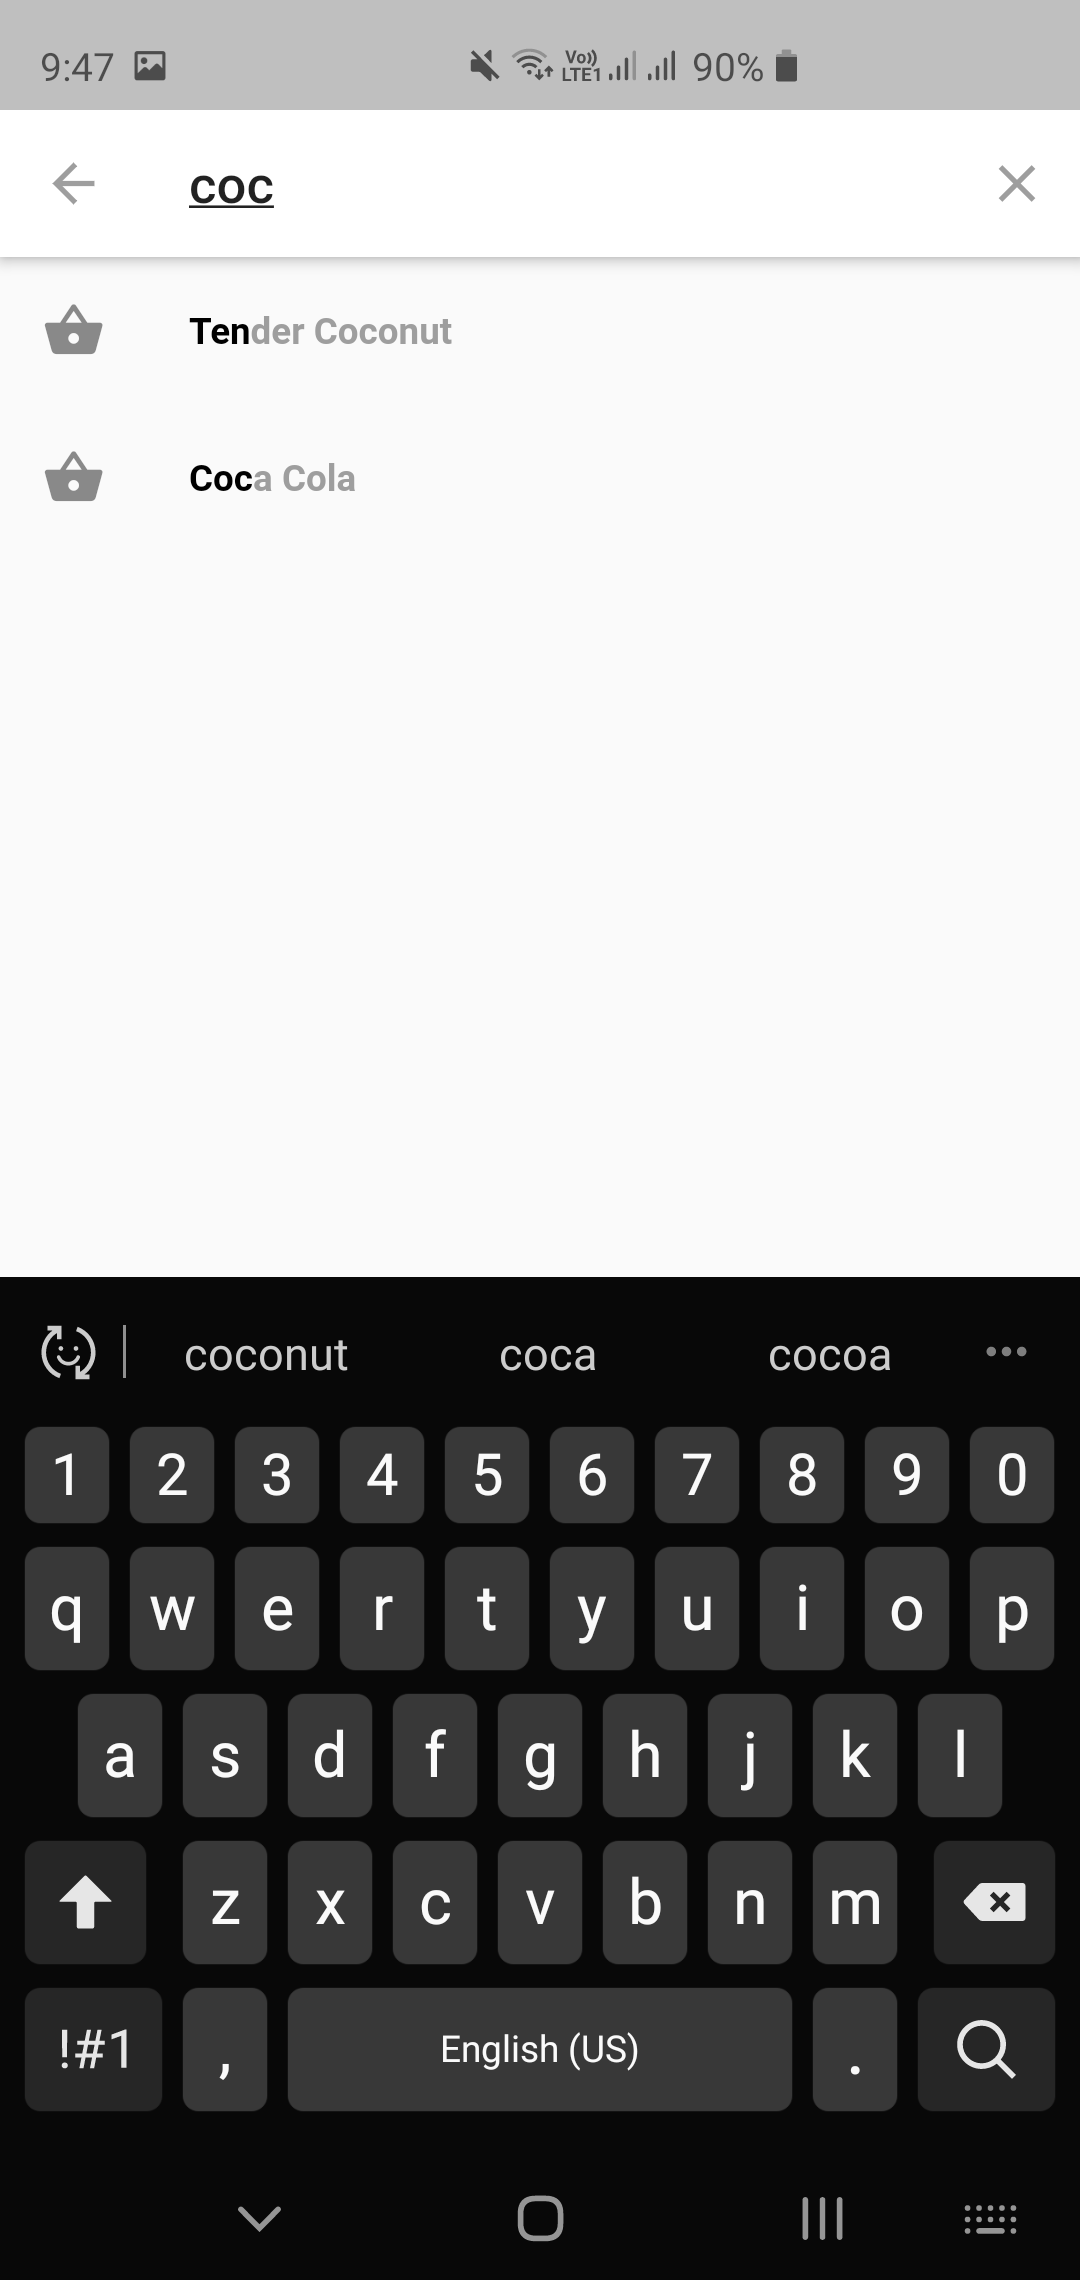 9:47 Vo)) LTE1 90%
coc
Tender Coconut
Coca Cola
coconut coca cocoa
1 2 3 4 5 6 7 8 9 0
q w e r t y u i o p
a s d f g h j k l
z x c v b n m
!#1 , English (US) .